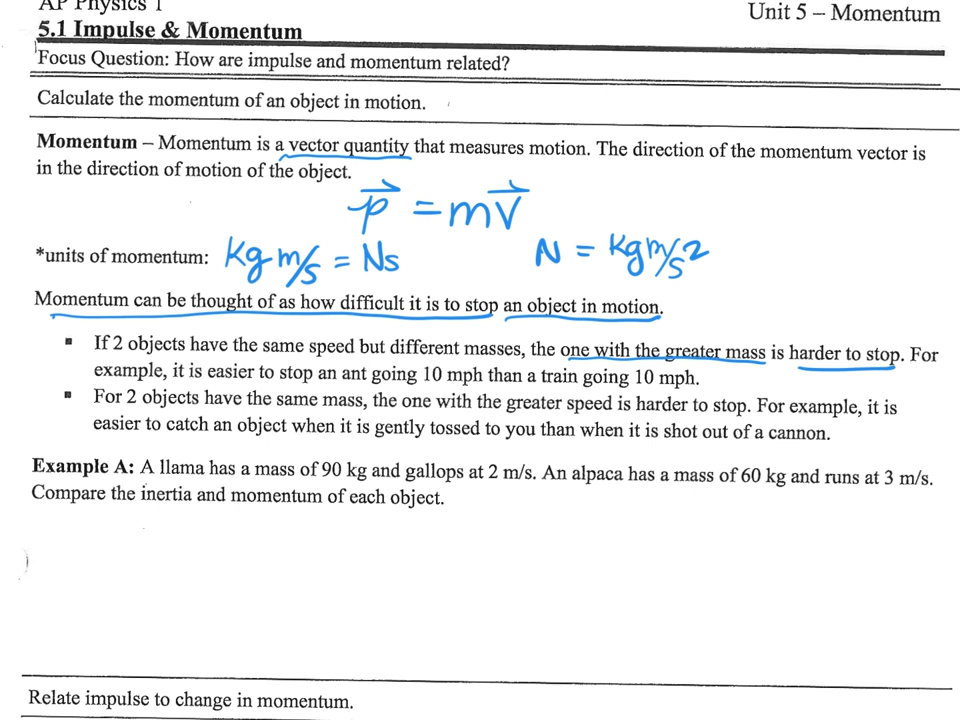 AP Physics 1
Unit 5 – Momentum
5.1 Impulse & Momentum
Focus Question: How are impulse and momentum related?
Calculate the momentum of an object in motion.
Momentum – Momentum is a vector quantity that measures motion. The direction of the momentum vector is
in the direction of motion of the object.
p⃗ = mv⃗
*units of momentum: kg m/s = Ns N = kg m/s2
Momentum can be thought of as how difficult it is to stop an object in motion.
▪ If 2 objects have the same speed but different masses, the one with the greater mass is harder to stop. For
example, it is easier to stop an ant going 10 mph than a train going 10 mph.
▪ For 2 objects have the same mass, the one with the greater speed is harder to stop. For example, it is
easier to catch an object when it is gently tossed to you than when it is shot out of a cannon.
Example A: A llama has a mass of 90 kg and gallops at 2 m/s. An alpaca has a mass of 60 kg and runs at 3 m/s.
Compare the inertia and momentum of each object.
Relate impulse to change in momentum.